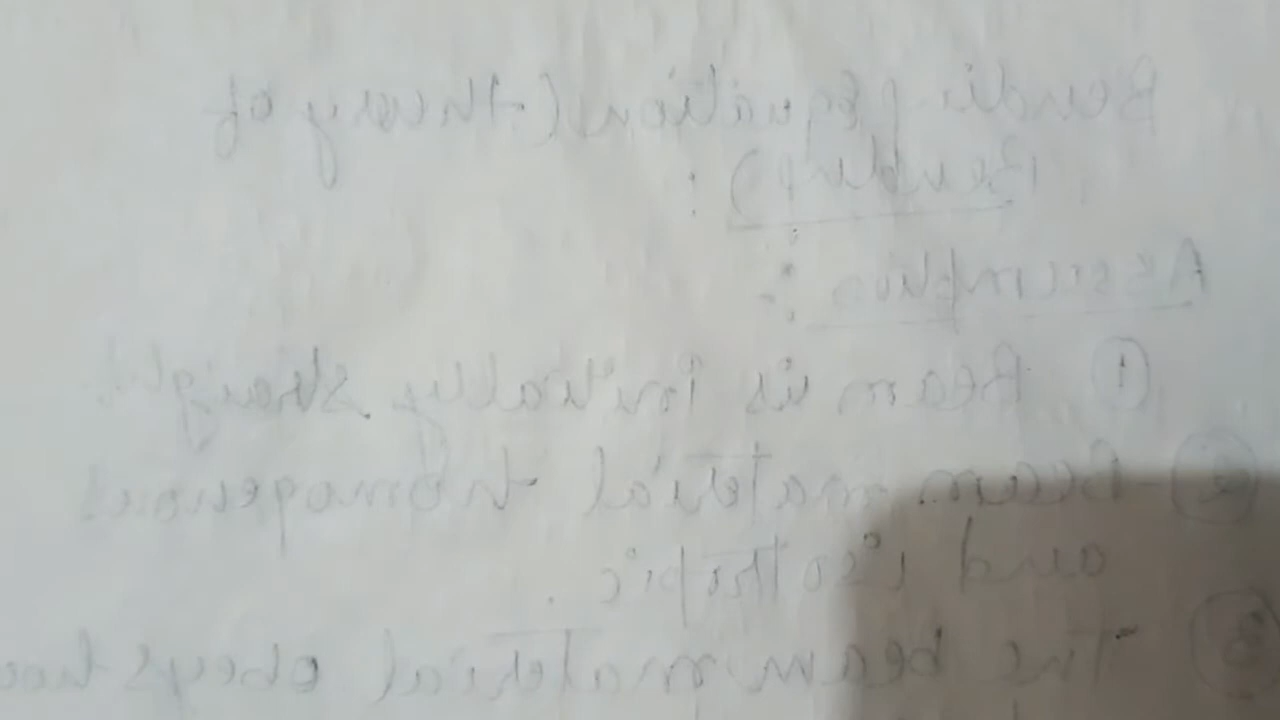 Bending Equation (theory of
Bending) :
Assumption :
① Beam is initially straight
② Beam material homogenous
and isotropic .
③ The beam material obeys